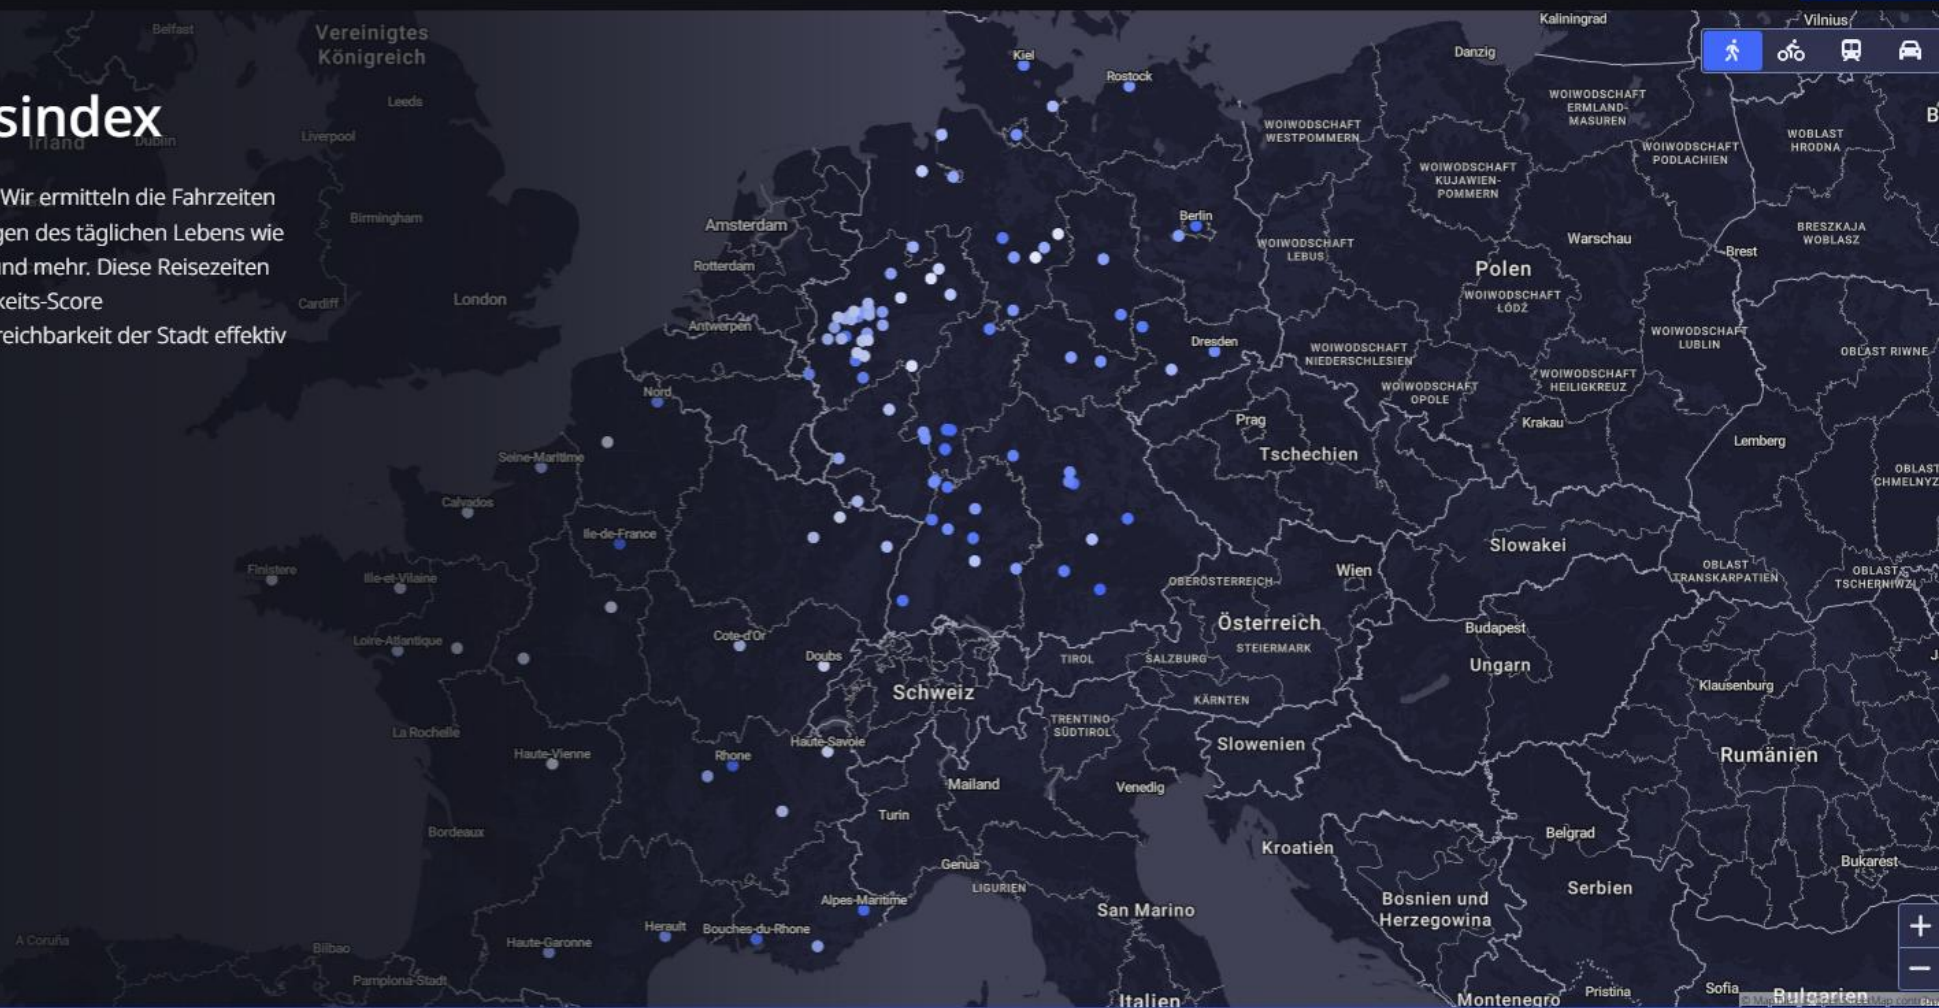 sindex
Wir ermitteln die Fahrzeiten
gen des täglichen Lebens wie
und mehr. Diese Reisezeiten
keits-Score
reichbarkeit der Stadt effektiv
Belfast
Vereinigtes
Königreich
Leeds
Irland
Dublin
Liverpool
Birmingham
Cardiff
London
Kiel
Rostock
Danzig
Kaliningrad
Vilnius
Amsterdam
Rotterdam
Antwerpen
Berlin
Dresden
WOIWODSCHAFT
WESTPOMMERN
WOIWODSCHAFT
ERMLAND-
MASUREN
WOIWODSCHAFT
PODLACHIEN
WOBLAST
HRODNA
B
WOIWODSCHAFT
KUJAWIEN-
POMMERN
WOIWODSCHAFT
LEBUS
Warschau
Brest
BRESZKAJA
WOBLASZ
Polen
WOIWODSCHAFT
ŁÓDŹ
WOIWODSCHAFT
LUBLIN
OBLAST RIWNE
WOIWODSCHAFT
NIEDERSCHLESIEN
WOIWODSCHAFT
OPOLE
WOIWODSCHAFT
HEILIGKREUZ
Krakau
Lemberg
OBLAST
CHMELNYZ
Prag
Tschechien
Nord
Seine-Maritime
Calvados
Ile-de-France
Finistere
Ille-et-Vilaine
Loire-Atlantique
Cote-d'Or
Doubs
Schweiz
La Rochelle
Haute-Vienne
Rhone
Haute-Savoie
Bordeaux
Turin
Mailand
Venedig
Genua
LIGURIEN
Alpes-Maritime
Bouches-du-Rhone
Herault
Haute-Garonne
A Coruña
Bilbao
Pamplona-Stadt
Slowakei
Wien
OBERÖSTERREICH
Österreich
STEIERMARK
TIROL
SALZBURG
KÄRNTEN
TRENTINO-
SÜDTIROL
Slowenien
Budapest
Ungarn
OBLAST
TRANSKARPATIEN
OBLAST
TSCHERNIWZI
Klausenburg
Rumänien
Kroatien
Belgrad
Bukarest
Serbien
Bosnien und
Herzegowina
San Marino
Italien
Montenegro
Pristina
Sofia
Bulgarien
+
−